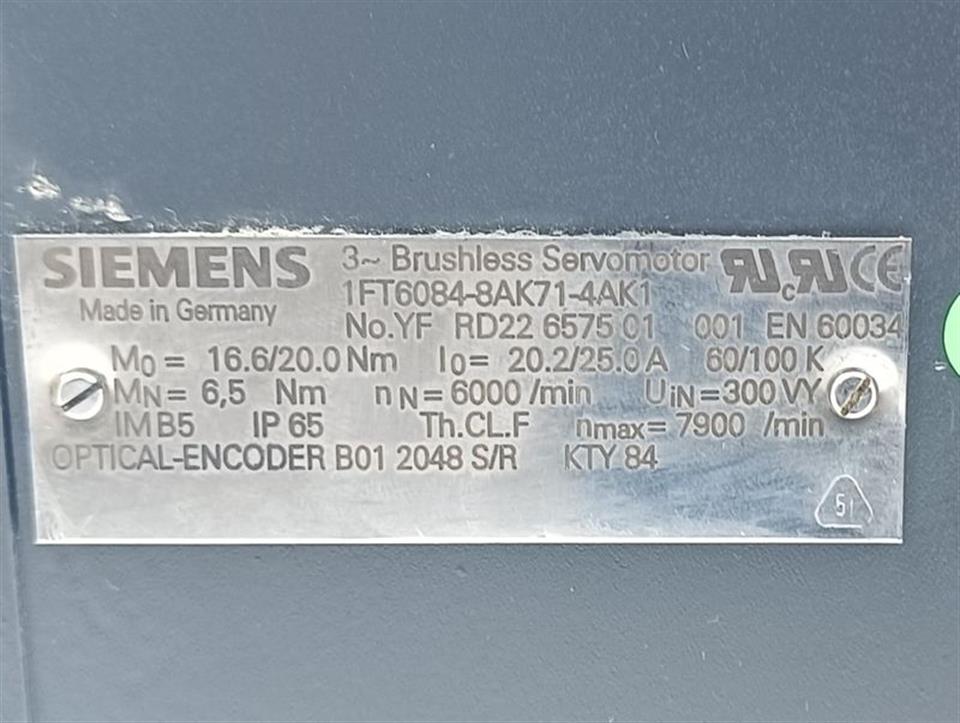 SIEMENS 3~ Brushless Servomotor
Made in Germany 1FT6084-8AK71-4AK1
No.YF RD22 6575 01 001 EN 60034
M0 = 16.6/20.0 Nm I0= 20.2/25.0 A 60/100 K
MN = 6,5 Nm nN= 6000 /min UiN= 300 VY
IM B5 IP 65 Th.CL.F nmax= 7900 /min
OPTICAL-ENCODER B01 2048 S/R KTY 84